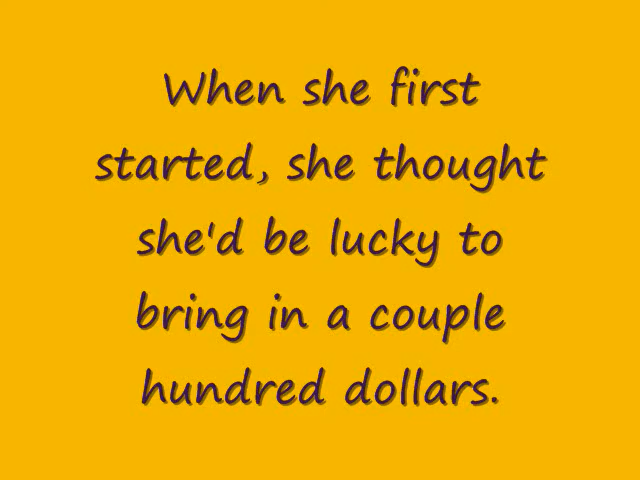 When she first
started, she thought
she'd be lucky to
bring in a couple
hundred dollars.